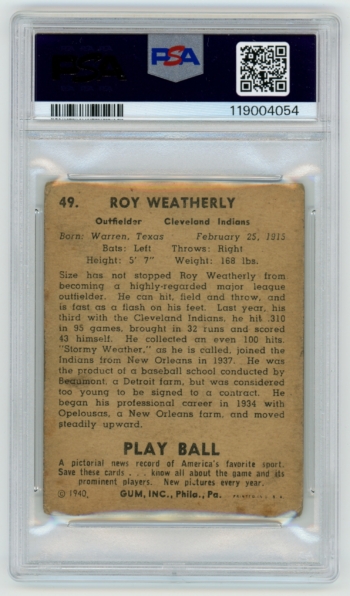 PSA
PSA
119004054
49. ROY WEATHERLY
Outfielder Cleveland Indians
Born: Warren, Texas February 25, 1915
Bats: Left Throws: Right
Height: 5' 7" Weight: 168 lbs.
Size has not stopped Roy Weatherly from
becoming a highly-regarded major league
outfielder. He can hit, field and throw, and
is fast as a flash on his feet. Last year, his
third with the Cleveland Indians, he hit .310
in 95 games, brought in 32 runs and scored
43 himself. He collected an even 100 hits.
"Stormy Weather," as he is called, joined the
Indians from New Orleans in 1937. He was
the product of a baseball school conducted by
Beaumont, a Detroit farm, but was considered
too young to be signed to a contract. He
began his professional career in 1934 with
Opelousas, a New Orleans farm, and moved
steadily upward.
PLAY BALL
A pictorial news record of America's favorite sport.
Save these cards . . . know all about the game and its
prominent players. New pictures every year.
© 1940, GUM, INC., Phila., Pa. PRINTED IN U. S. A.